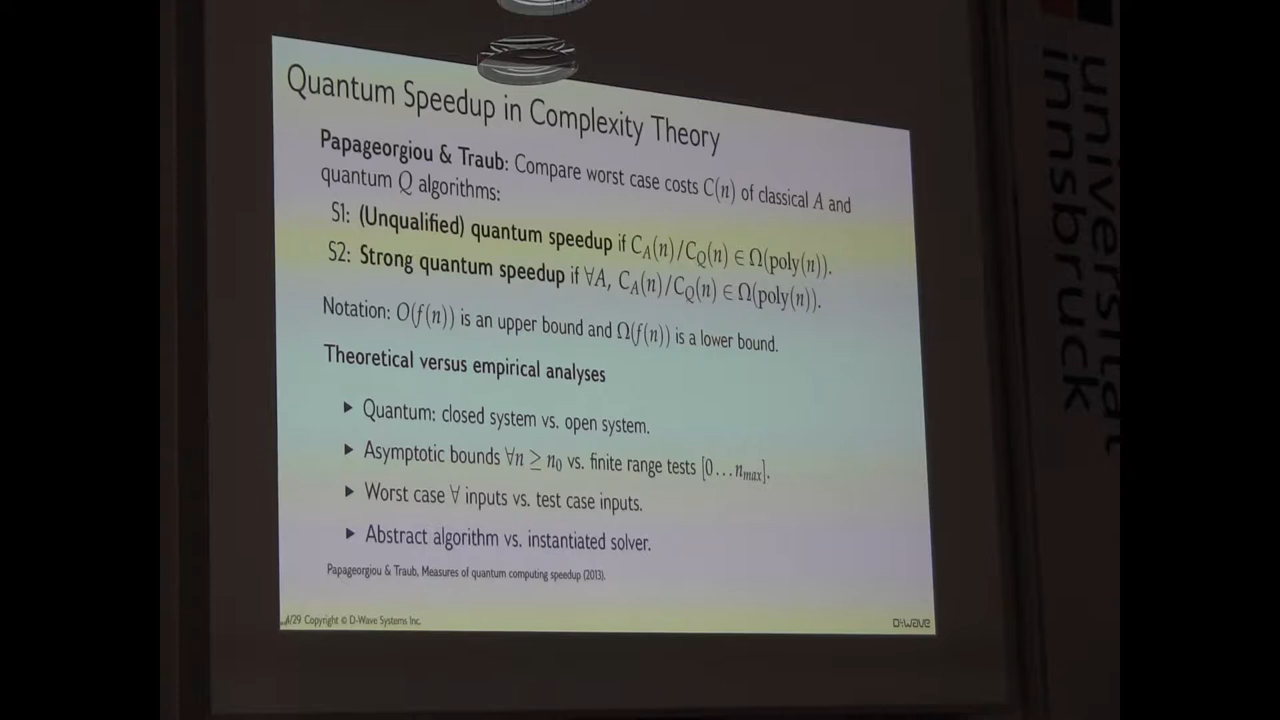 Quantum Speedup in Complexity Theory
Papageorgiou & Traub: Compare worst case costs C(n) of classical A and
quantum Q algorithms:
S1: (Unqualified) quantum speedup if C_A(n)/C_Q(n) ∈ Ω(poly(n)).
S2: Strong quantum speedup if ∀A, C_A(n)/C_Q(n) ∈ Ω(poly(n)).
Notation: O(f(n)) is an upper bound and Ω(f(n)) is a lower bound.
Theoretical versus empirical analyses
▶ Quantum: closed system vs. open system.
▶ Asymptotic bounds ∀n ≥ n₀ vs. finite range tests [0…n_max].
▶ Worst case ∀ inputs vs. test case inputs.
▶ Abstract algorithm vs. instantiated solver.
Papageorgiou & Traub, Measures of quantum computing speedup (2013).
4/29 Copyright © D-Wave Systems Inc.
D:wave
universität
innsbruck